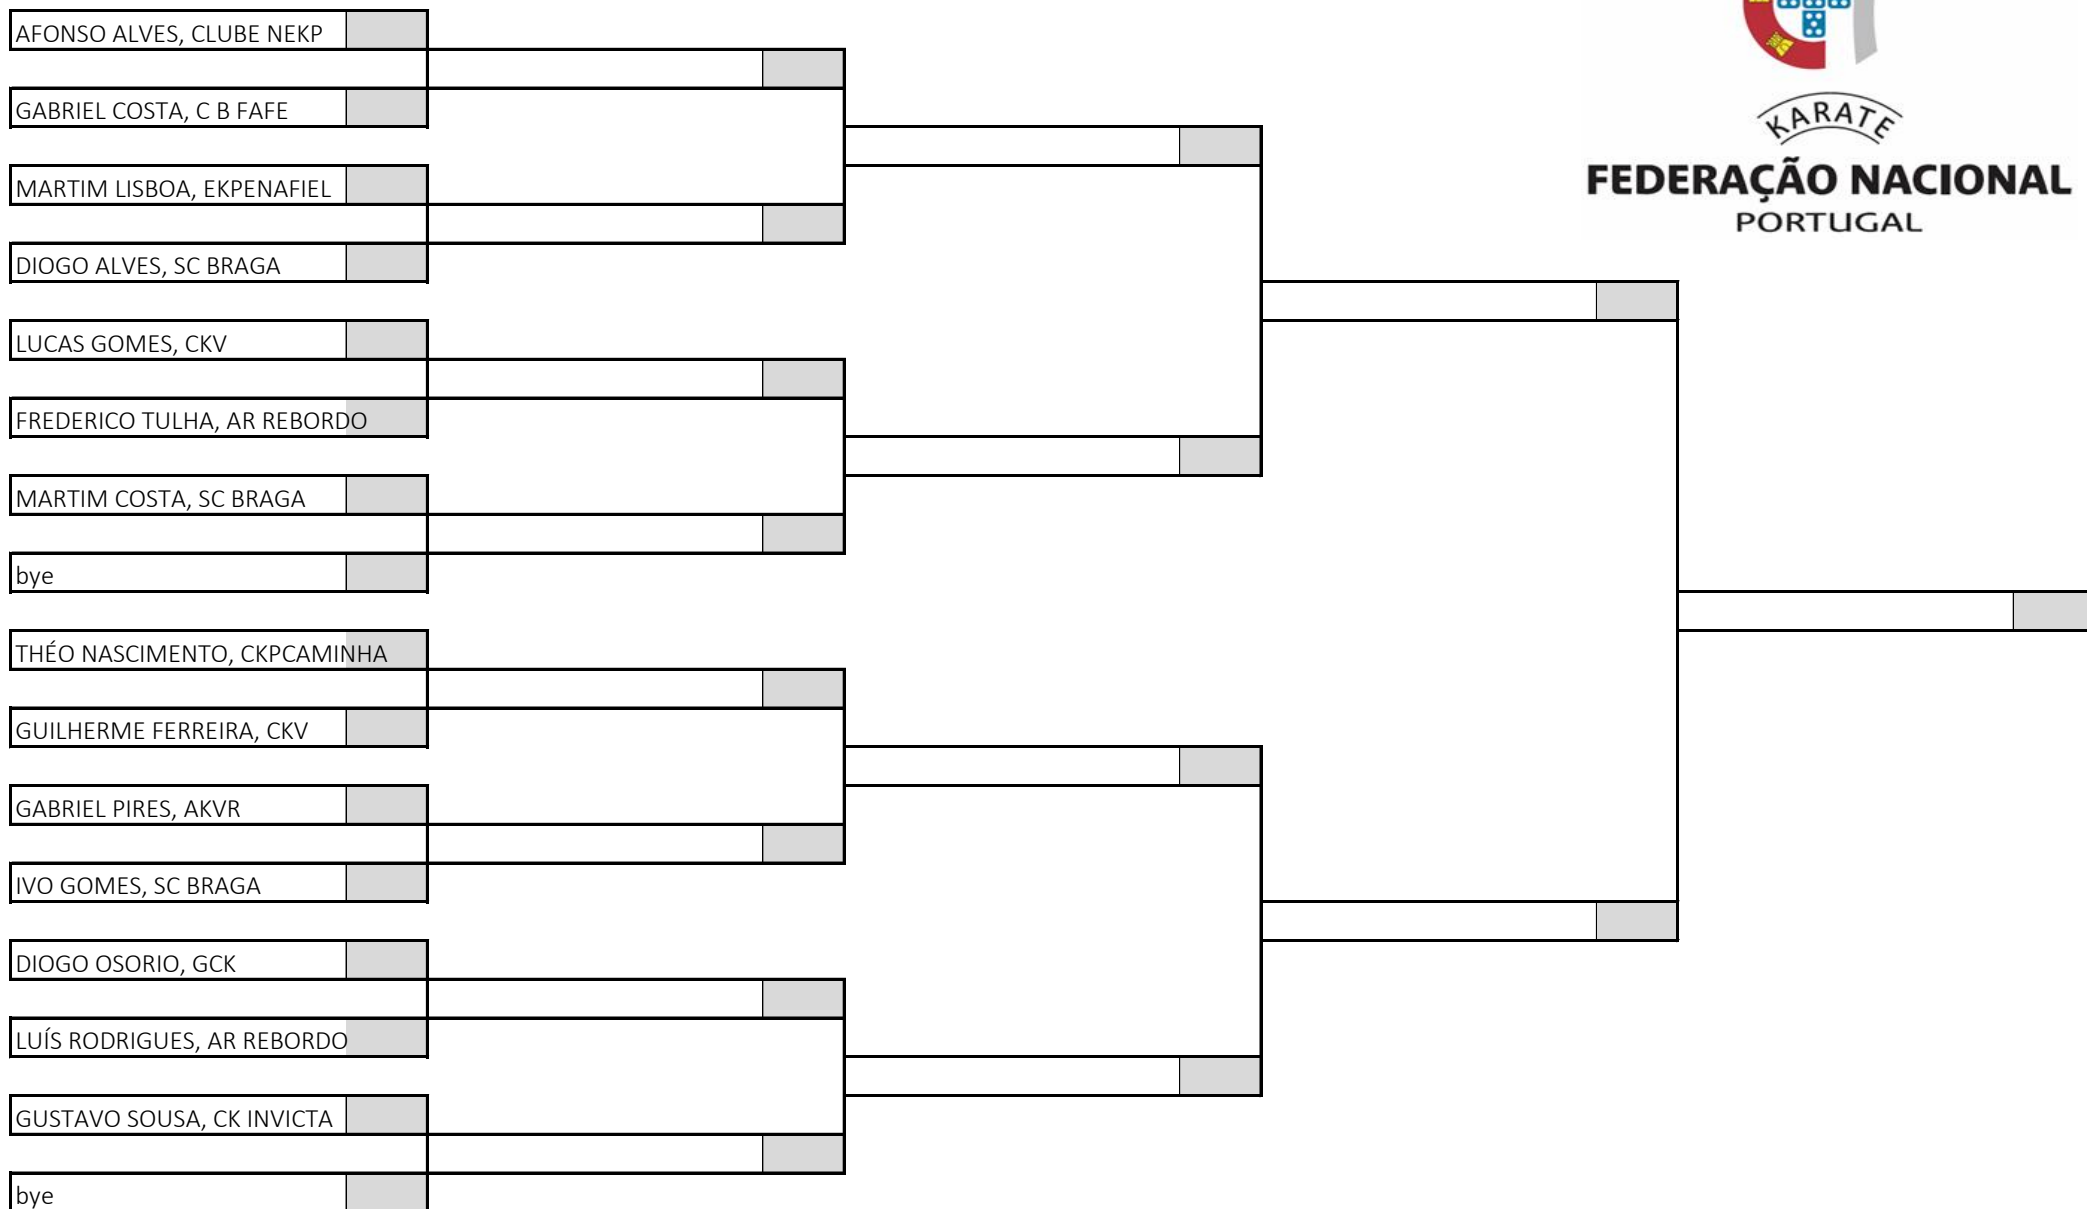 AFONSO ALVES, CLUBE NEKP
GABRIEL COSTA, C B FAFE
KARATE
MARTIM LISBOA, EKPENAFIEL
FEDERAÇÃO NACIONAL
PORTUGAL
DIOGO ALVES, SC BRAGA
LUCAS GOMES, CKV
FREDERICO TULHA, AR REBORDO
MARTIM COSTA, SC BRAGA
bye
THÉO NASCIMENTO, CKPCAMINHA
GUILHERME FERREIRA, CKV
GABRIEL PIRES, AKVR
IVO GOMES, SC BRAGA
DIOGO OSORIO, GCK
LUÍS RODRIGUES, AR REBORDO
GUSTAVO SOUSA, CK INVICTA
bye